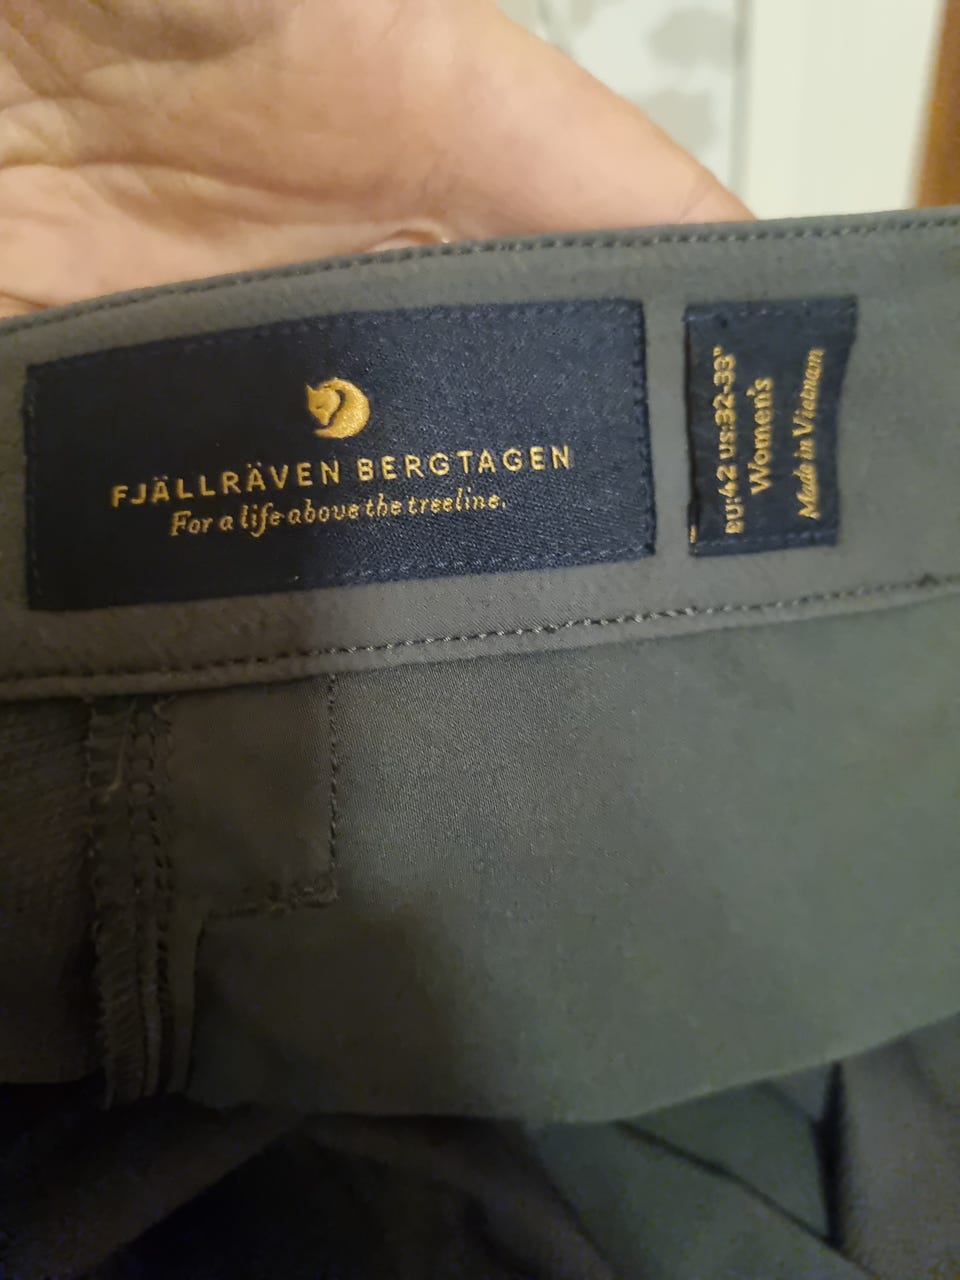 FJÄLLRÄVEN BERGTAGEN
For a life above the treeline.
EU:42 US:32-33"
Women's
Made in Vietnam